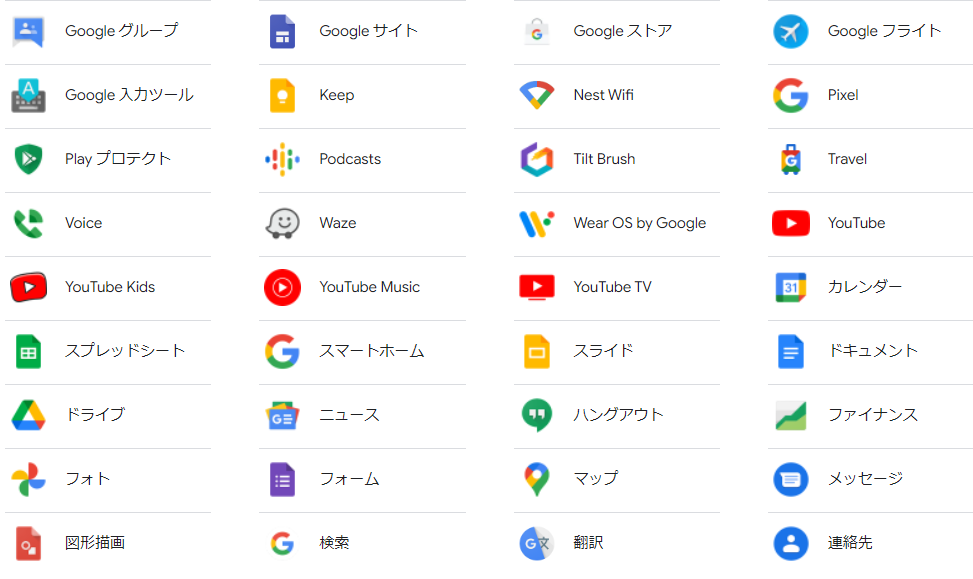 Google グループ
Google サイト
Google ストア
Google フライト
Google 入力ツール
Keep
Nest Wifi
Pixel
Play プロテクト
Podcasts
Tilt Brush
Travel
Voice
Waze
Wear OS by Google
YouTube
YouTube Kids
YouTube Music
YouTube TV
31
カレンダー
スプレッドシート
スマートホーム
スライド
ドキュメント
ドライブ
ニュース
ハングアウト
ファイナンス
フォト
フォーム
マップ
メッセージ
図形描画
検索
翻訳
連絡先